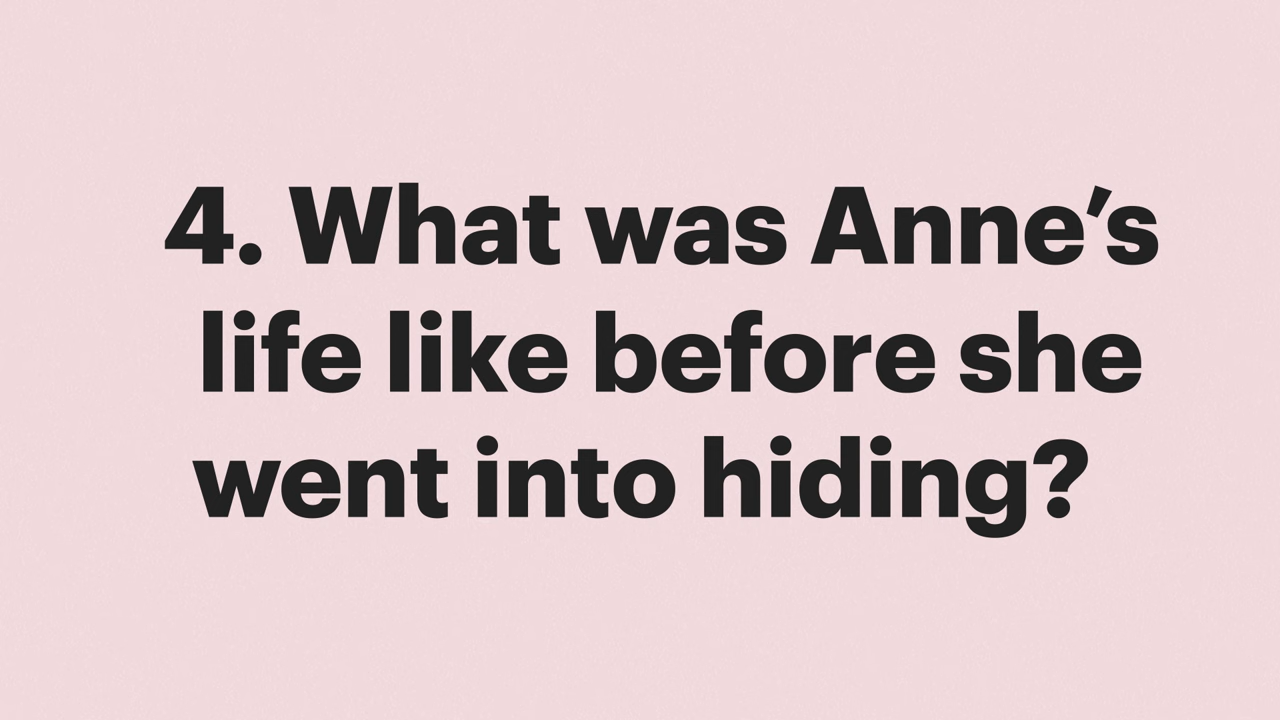 4. What was Anne’s
life like before she
went into hiding?